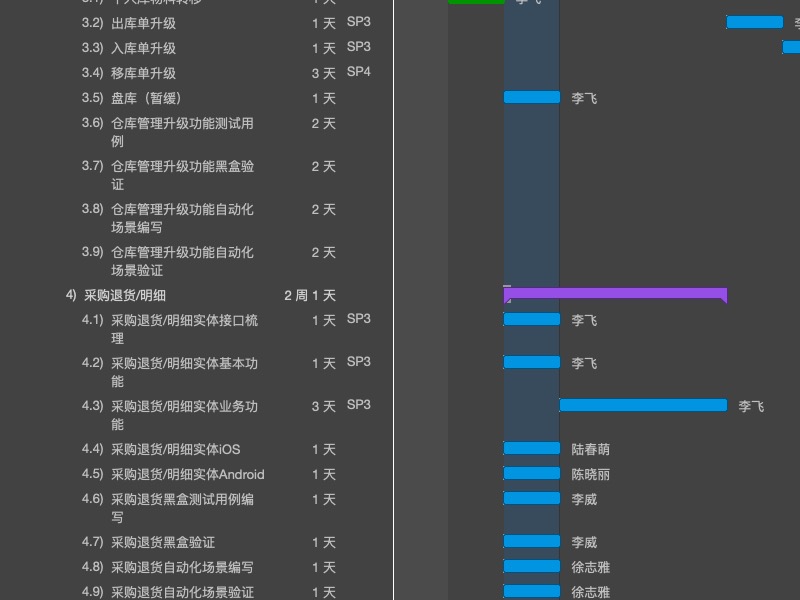 3.2) 出库单升级 1 天 SP3
3.3) 入库单升级 1 天 SP3
3.4) 移库单升级 3 天 SP4
3.5) 盘库（暂缓） 1 天 李飞
3.6) 仓库管理升级功能测试用 2 天
例
3.7) 仓库管理升级功能黑盒验 2 天
证
3.8) 仓库管理升级功能自动化 2 天
场景编写
3.9) 仓库管理升级功能自动化 2 天
场景验证
4) 采购退货/明细 2 周 1 天
4.1) 采购退货/明细实体接口梳 1 天 SP3 李飞
理
4.2) 采购退货/明细实体基本功 1 天 SP3 李飞
能
4.3) 采购退货/明细实体业务功 3 天 SP3 李飞
能
4.4) 采购退货/明细实体iOS 1 天 陆春萌
4.5) 采购退货/明细实体Android 1 天 陈晓丽
4.6) 采购退货黑盒测试用例编 1 天 李威
写
4.7) 采购退货黑盒验证 1 天 李威
4.8) 采购退货自动化场景编写 1 天 徐志雅
4.9) 采购退货自动化场景验证 1 天 徐志雅